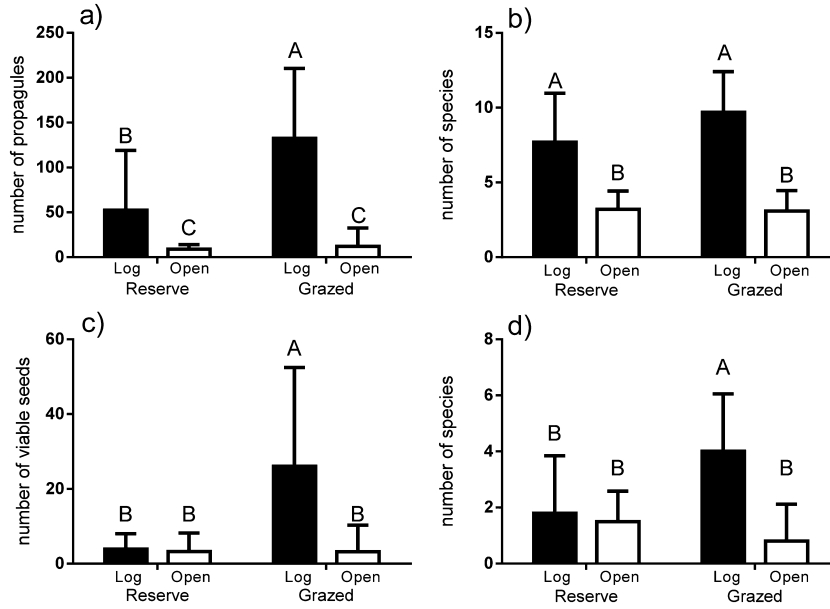 a)
number of propagules
250
200
150
100
50
0
B
C
A
C
Log Open Log Open
Reserve Grazed
b)
number of species
15
10
5
0
A
B
A
B
Log Open Log Open
Reserve Grazed
c)
number of viable seeds
60
40
20
0
B
B
A
B
Log Open Log Open
Reserve Grazed
d)
number of species
8
6
4
2
0
B
B
A
B
Log Open Log Open
Reserve Grazed